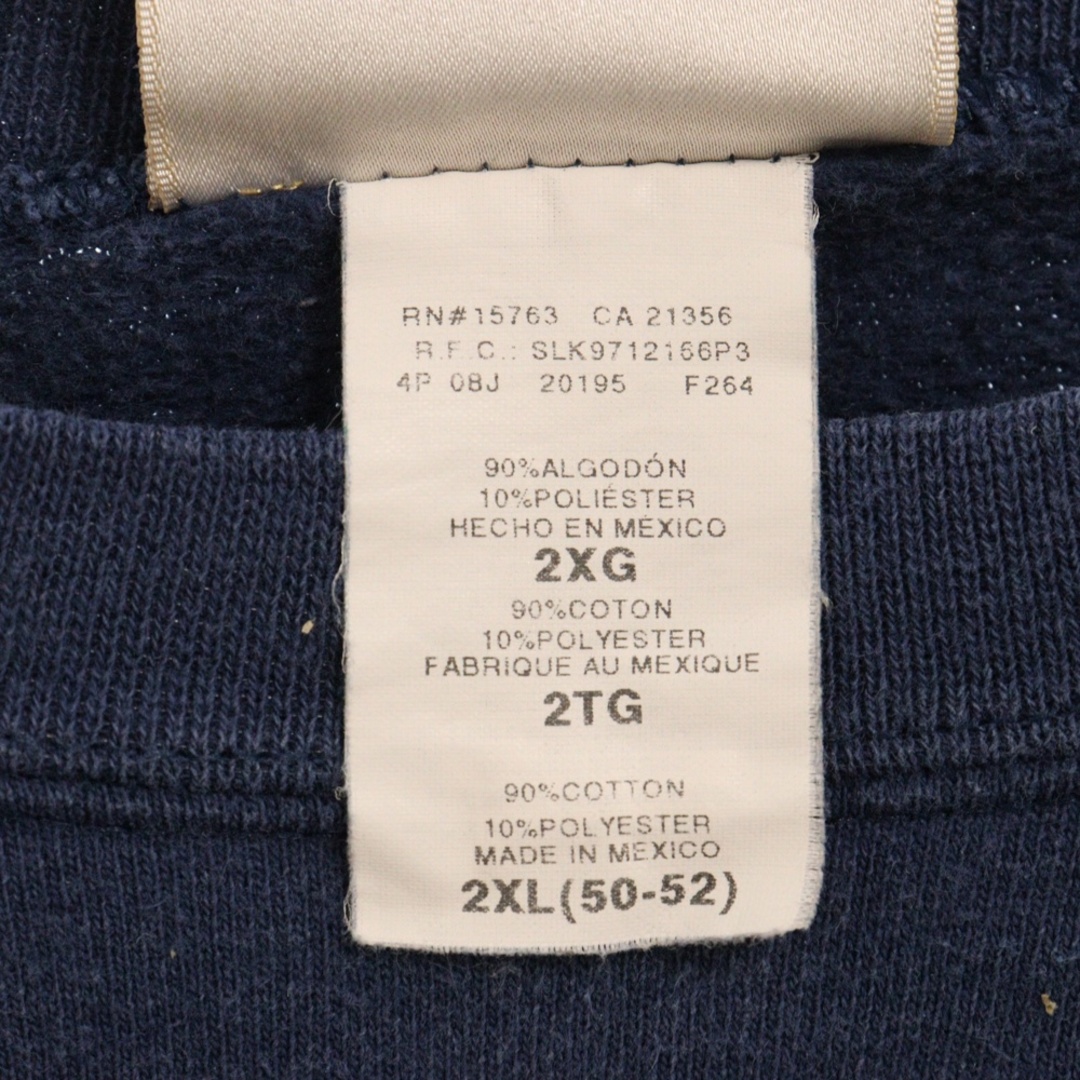 RN#15763 CA 21356
R.F.C.: SLK9712166P3
4P 08J 20195 F264
90%ALGODÓN
10%POLIÉSTER
HECHO EN MÉXICO
2XG
90%COTON
10%POLYESTER
FABRIQUE AU MEXIQUE
2TG
90%COTTON
10%POLYESTER
MADE IN MEXICO
2XL(50-52)